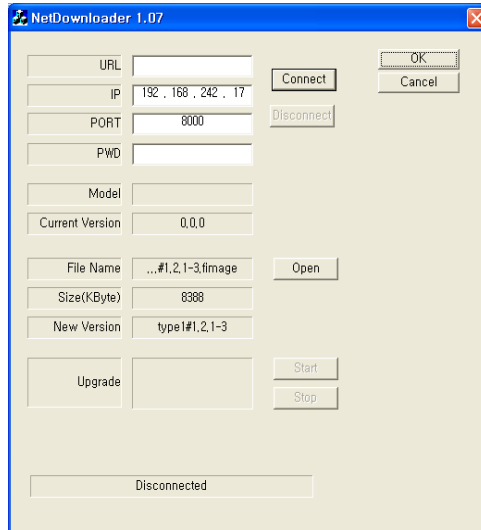 NetDownloader 1.07
URL
Connect
OK
Cancel
IP 192 . 168 . 242 . 17
PORT 8000
Disconnect
PWD
Model
Current Version 0,0,0
File Name ...#1,2,1-3,fimage Open
Size(KByte) 8388
New Version type1#1,2,1-3
Upgrade
Start
Stop
Disconnected